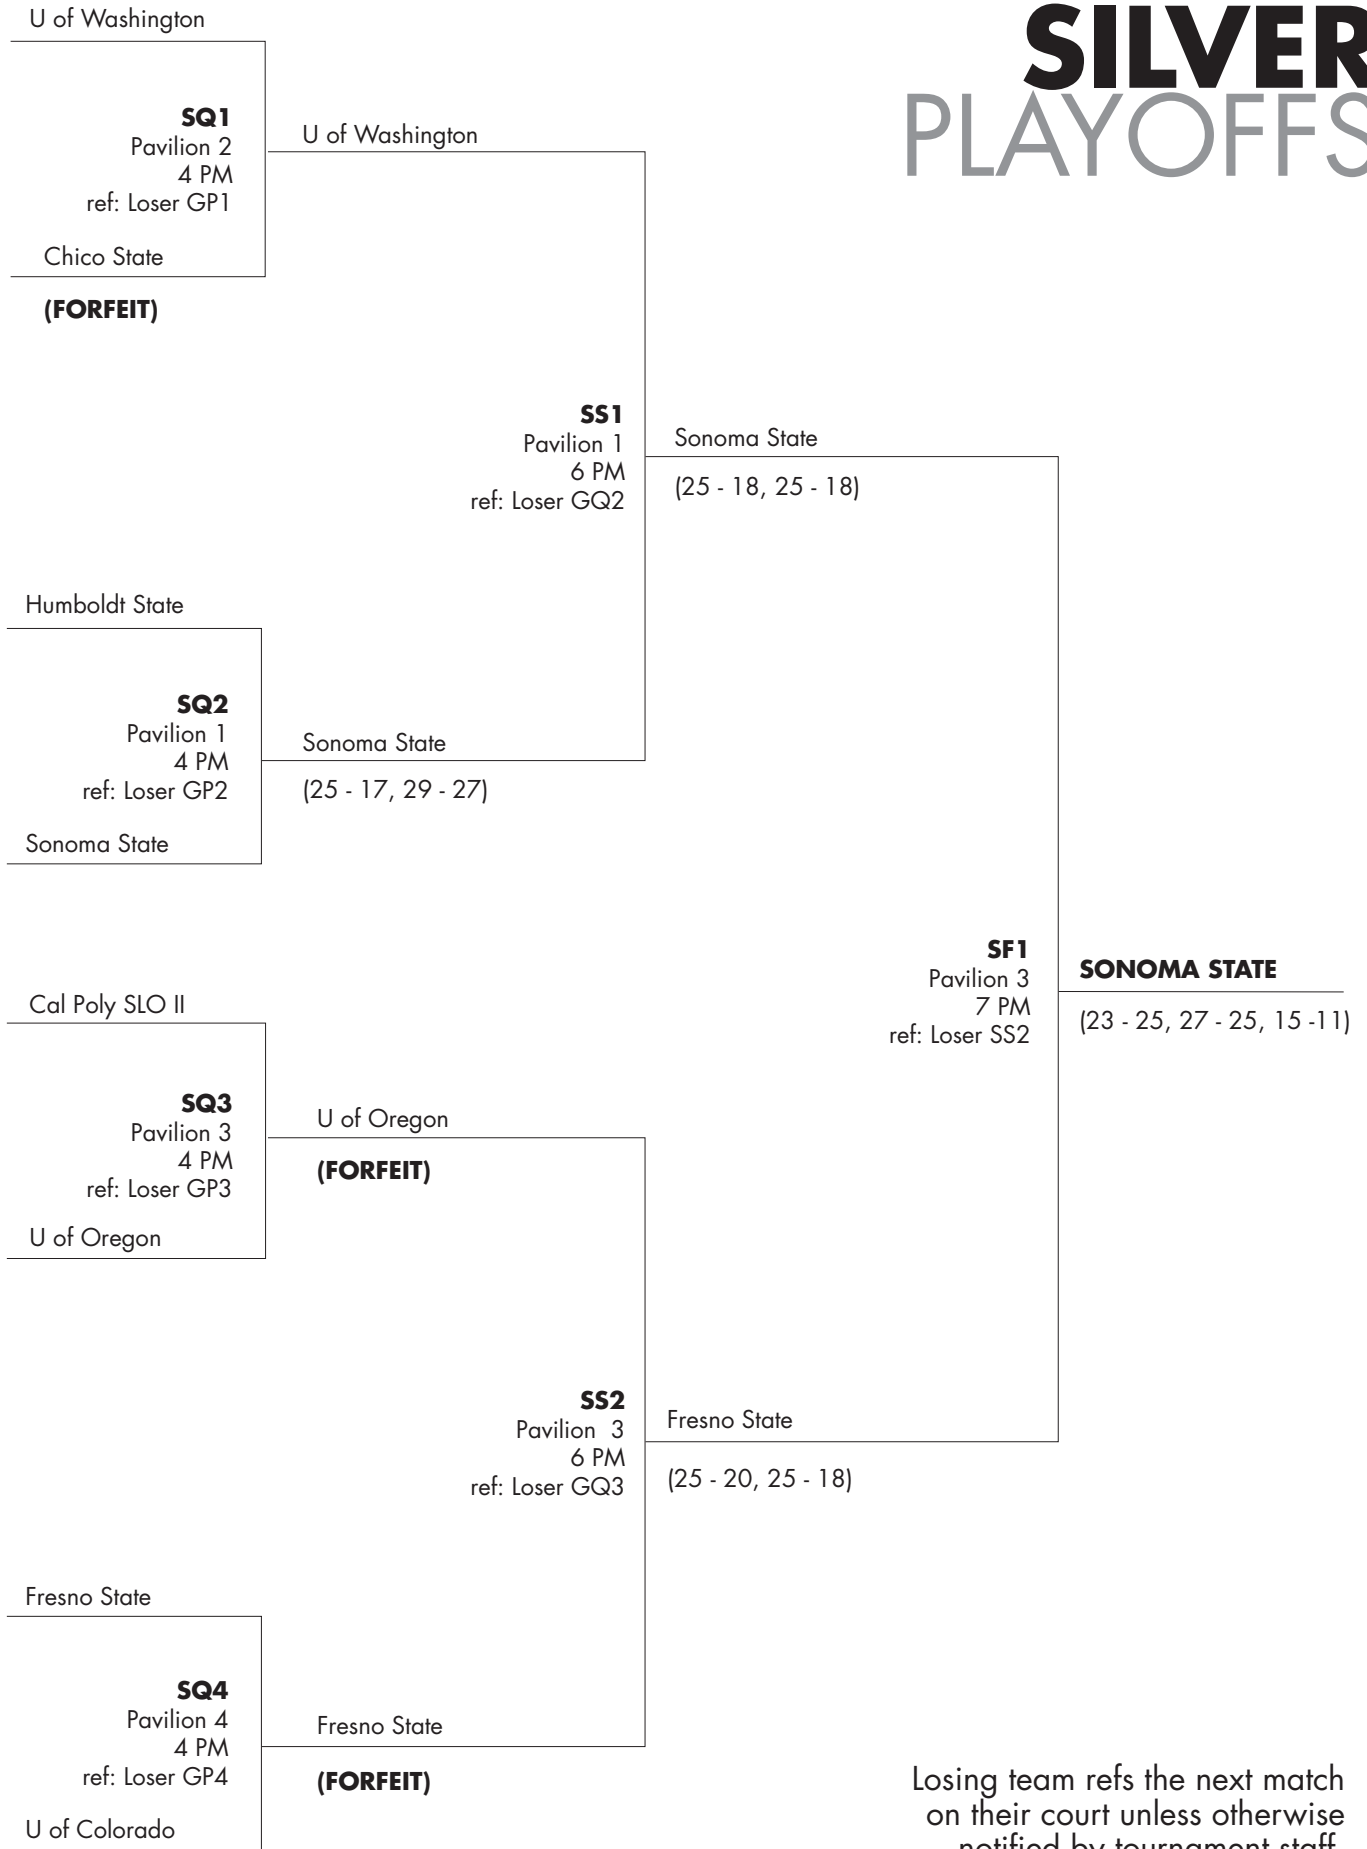 SILVER
PLAYOFFS
U of Washington
SQ1
Pavilion 2
4 PM
ref: Loser GP1
Chico State
(FORFEIT)
U of Washington
SS1
Pavilion 1
6 PM
ref: Loser GQ2
Sonoma State
(25 - 18, 25 - 18)
Humboldt State
SQ2
Pavilion 1
4 PM
ref: Loser GP2
Sonoma State
Sonoma State
(25 - 17, 29 - 27)
SF1
Pavilion 3
7 PM
ref: Loser SS2
SONOMA STATE
(23 - 25, 27 - 25, 15 -11)
Cal Poly SLO II
SQ3
Pavilion 3
4 PM
ref: Loser GP3
U of Oregon
U of Oregon
(FORFEIT)
SS2
Pavilion  3
6 PM
ref: Loser GQ3
Fresno State
(25 - 20, 25 - 18)
Fresno State
SQ4
Pavilion 4
4 PM
ref: Loser GP4
U of Colorado
Fresno State
(FORFEIT)
Losing team refs the next match
on their court unless otherwise
notified by tournament staff.